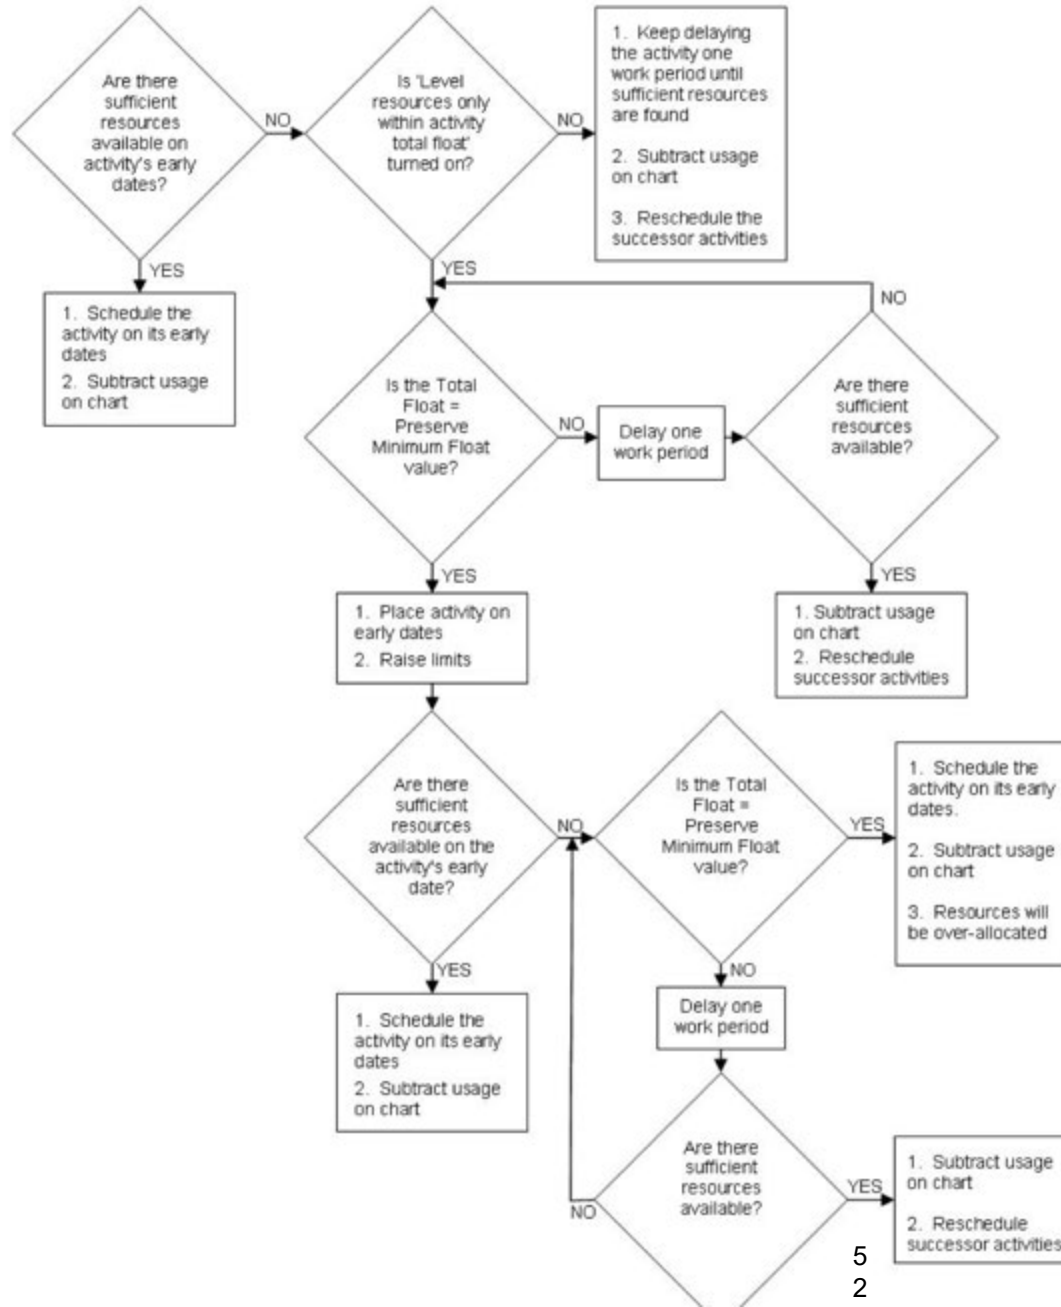 Are there
sufficient
resources
available on
activity's early
dates?
NO
Is 'Level
resources only
within activity
total float'
turned on?
NO
1. Keep delaying
the activity one
work period until
sufficient resources
are found
2. Subtract usage
on chart
3. Reschedule the
successor activities
YES
1. Schedule the
activity on its early
dates
2. Subtract usage
on chart
YES
Is the Total
Float =
Preserve
Minimum Float
value?
NO
Delay one
work period
Are there
sufficient
resources
available?
NO
YES
1. Subtract usage
on chart
2. Reschedule
successor activities
YES
1. Place activity on
early dates
2. Raise limits
Are there
sufficient
resources
available on the
activity's early
date?
NO
Is the Total
Float =
Preserve
Minimum Float
value?
YES
1. Schedule the
activity on its early
dates.
2. Subtract usage
on chart
3. Resources will
be over-allocated
YES
1. Schedule the
activity on its early
dates
2. Subtract usage
on chart
NO
Delay one
work period
Are there
sufficient
resources
available?
NO
YES
1. Subtract usage
on chart
2. Reschedule
successor activities
5
2